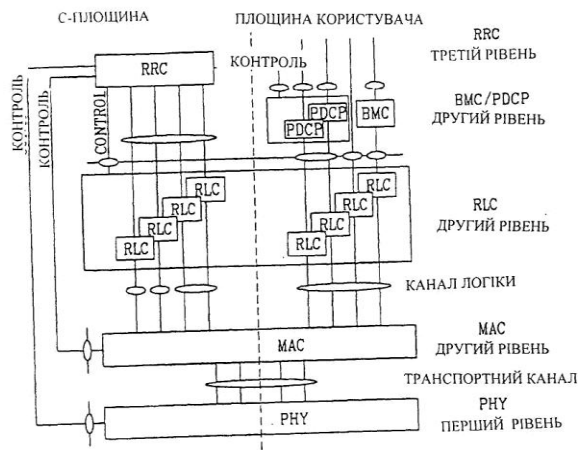 С-ПЛОЩИНА
ПЛОЩИНА КОРИСТУВАЧА
RRC
ТРЕТІЙ РІВЕНЬ
RRC
КОНТРОЛЬ
КОНТРОЛЬ
КОНТРОЛЬ
CONTROL
PDCP
PDCP
BMC
BMC/PDCP
ДРУГИЙ РІВЕНЬ
RLC
RLC
RLC
RLC
RLC
RLC
RLC
RLC
RLC
ДРУГИЙ РІВЕНЬ
КАНАЛ ЛОГІКИ
MAC
MAC
ДРУГИЙ РІВЕНЬ
ТРАНСПОРТНИЙ КАНАЛ
PHY
PHY
ПЕРШИЙ РІВЕНЬ